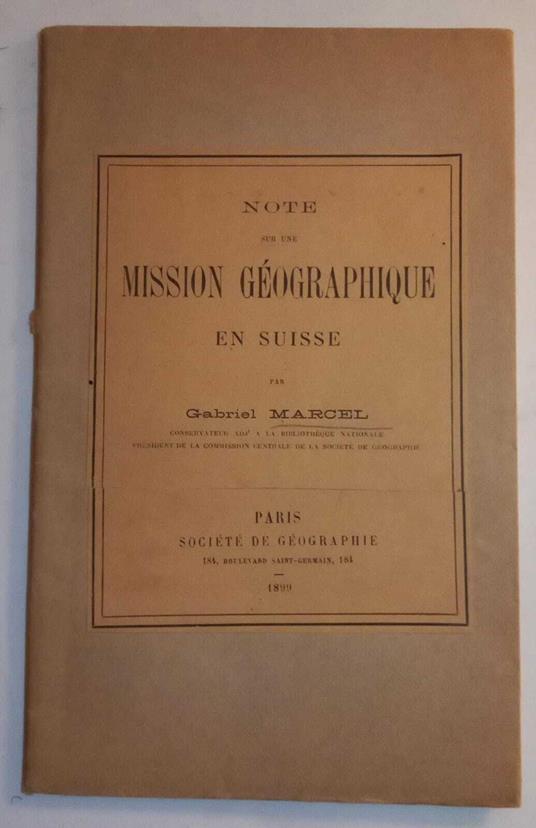 NOTE
SUR UNE
MISSION GÉOGRAPHIQUE
EN SUISSE
PAR
Gabriel MARCEL
CONSERVATEUR ADJᵗ A LA BIBLIOTHÈQUE NATIONALE
PRÉSIDENT DE LA COMMISSION CENTRALE DE LA SOCIÉTÉ DE GÉOGRAPHIE
PARIS
SOCIÉTÉ DE GÉOGRAPHIE
184, BOULEVARD SAINT-GERMAIN, 184
1899